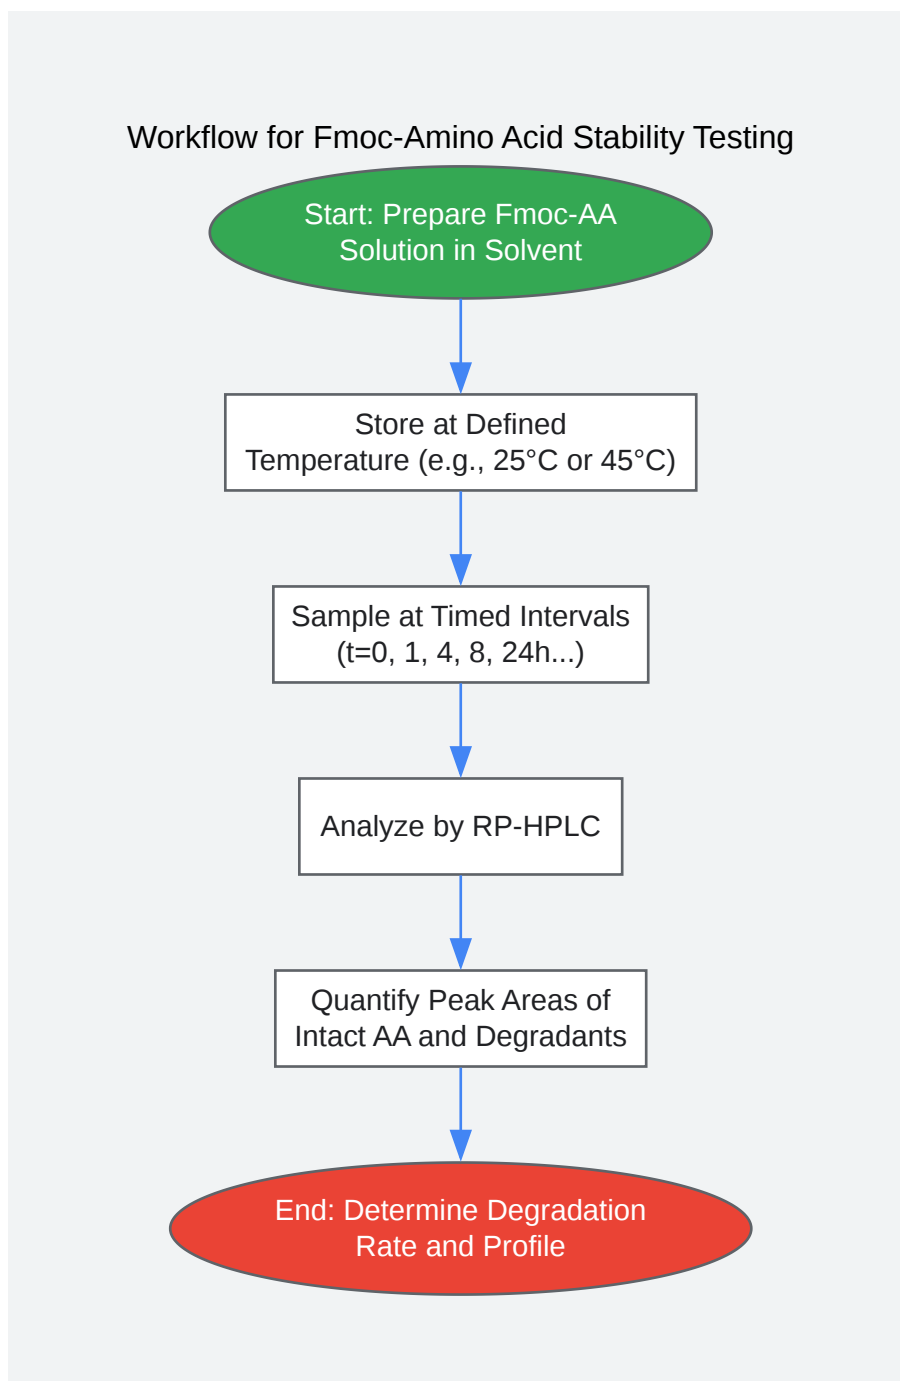 Workflow for Fmoc-Amino Acid Stability Testing
Start: Prepare Fmoc-AA
Solution in Solvent
Store at Defined
Temperature (e.g., 25°C or 45°C)
Sample at Timed Intervals
(t=0, 1, 4, 8, 24h...)
Analyze by RP-HPLC
Quantify Peak Areas of
Intact AA and Degradants
End: Determine Degradation
Rate and Profile